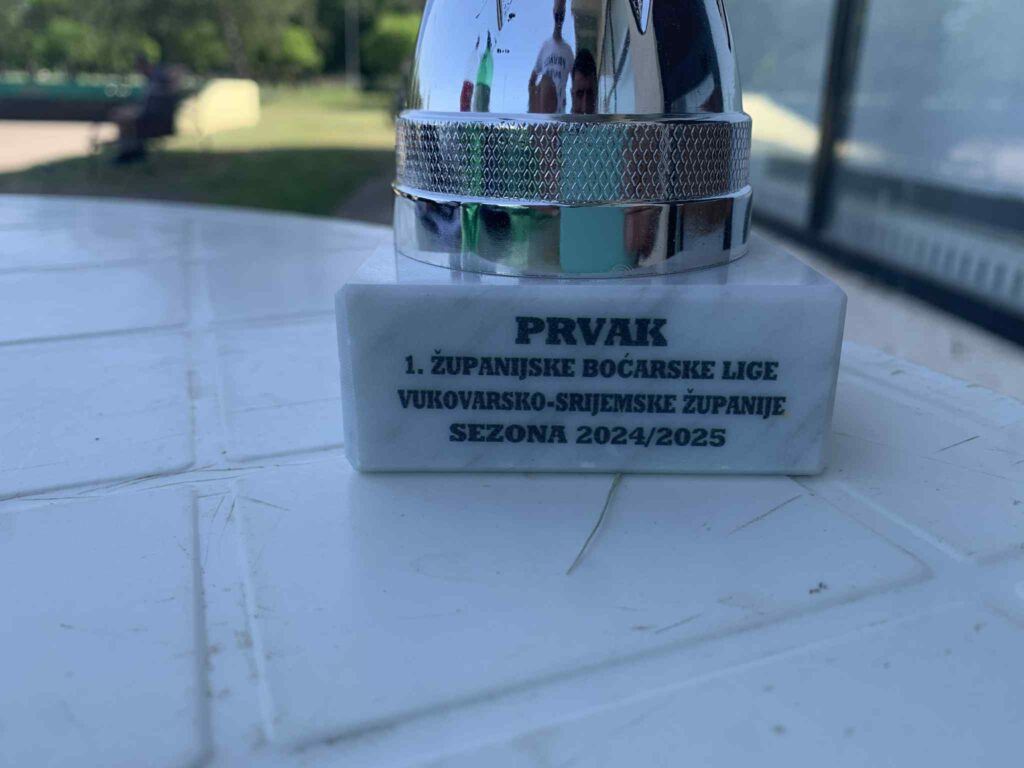 PRVAK
1. ŽUPANIJSKE BOĆARSKE LIGE
VUKOVARSKO-SRIJEMSKE ŽUPANIJE
SEZONA 2024/2025